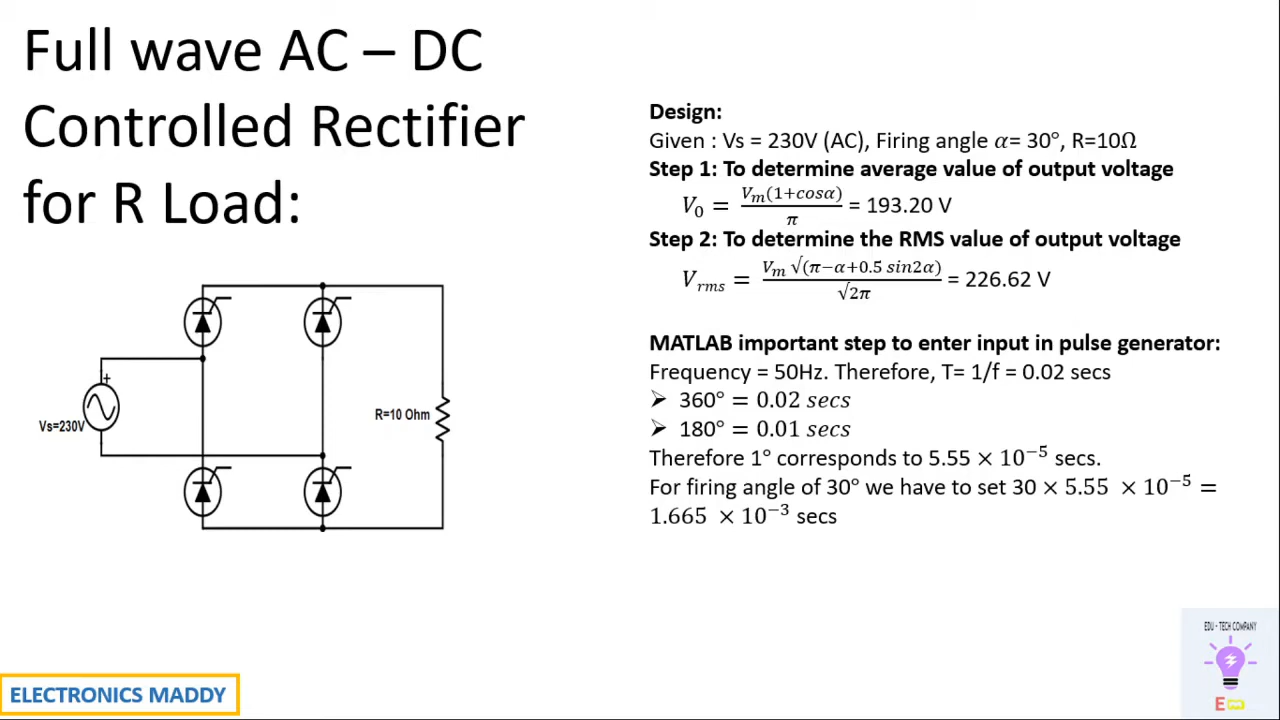 Full wave AC – DC
Controlled Rectifier
for R Load:
Design:
Given : Vs = 230V (AC), Firing angle α= 30°, R=10Ω
Step 1: To determine average value of output voltage
V₀ = Vₘ(1+cosα)/π = 193.20 V
Step 2: To determine the RMS value of output voltage
Vᵣₘₛ = Vₘ √(π−α+0.5 sin2α)/√2π = 226.62 V
MATLAB important step to enter input in pulse generator:
Frequency = 50Hz. Therefore, T= 1/f = 0.02 secs
➢ 360° = 0.02 secs
➢ 180° = 0.01 secs
Therefore 1° corresponds to 5.55 × 10⁻⁵ secs.
For firing angle of 30° we have to set 30 × 5.55 × 10⁻⁵ =
1.665 × 10⁻³ secs
+
Vs=230V
R=10 Ohm
ELECTRONICS MADDY
EDU - TECH COMPANY